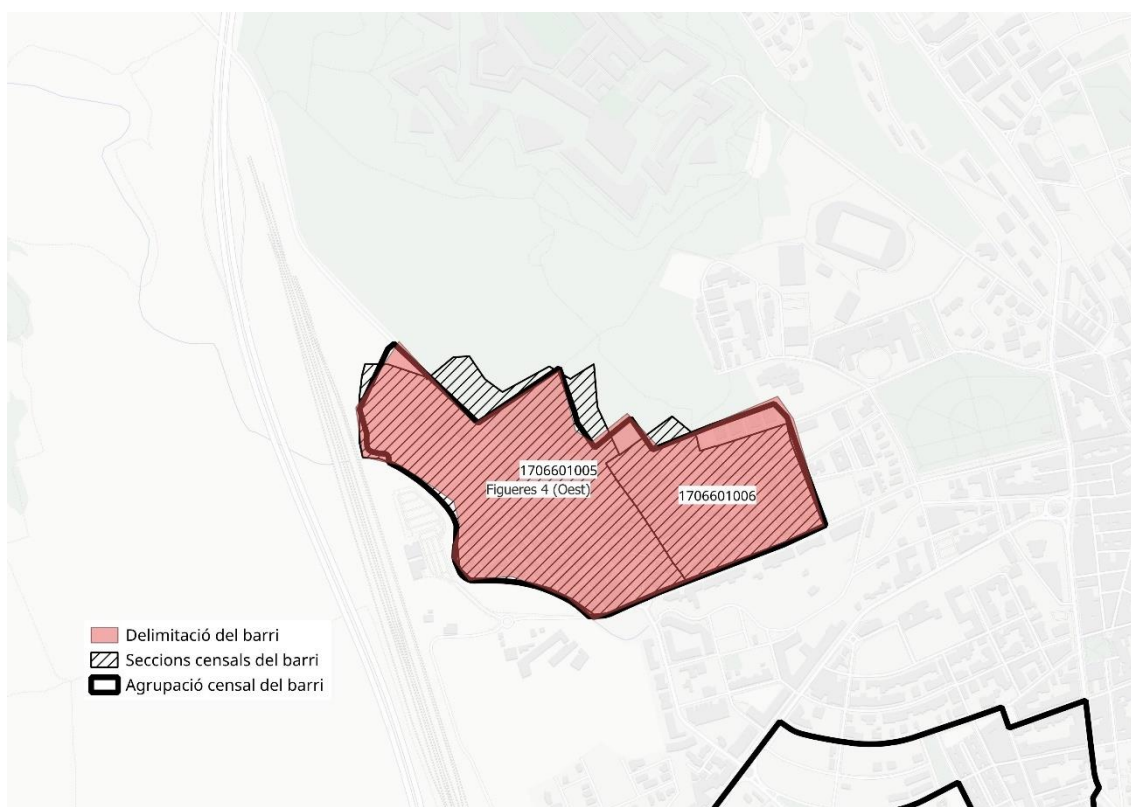 1706601005
Figueres 4 (Oest)
1706601006
Delimitació del barri
Seccions censals del barri
Agrupació censal del barri